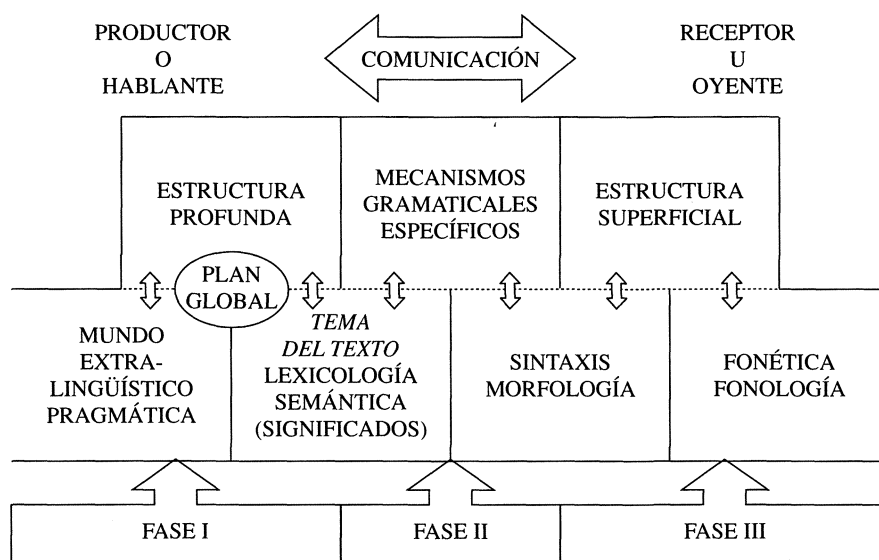 PRODUCTOR
O
HABLANTE
COMUNICACIÓN
RECEPTOR
U
OYENTE
ESTRUCTURA
PROFUNDA
MECANISMOS
GRAMATICALES
ESPECÍFICOS
ESTRUCTURA
SUPERFICIAL
PLAN
GLOBAL
MUNDO
EXTRA-
LINGÜÍSTICO
PRAGMÁTICA
TEMA
DEL TEXTO
LEXICOLOGÍA
SEMÁNTICA
(SIGNIFICADOS)
SINTAXIS
MORFOLOGÍA
FONÉTICA
FONOLOGÍA
FASE I
FASE II
FASE III